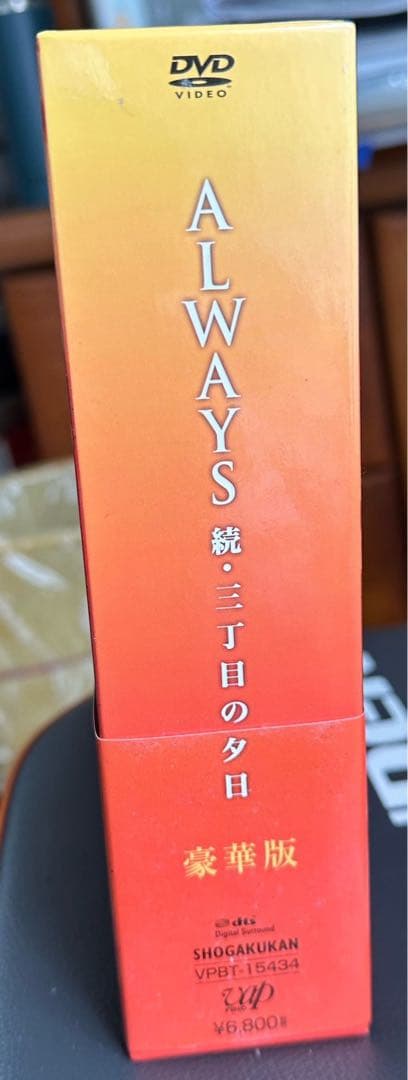 DVD
VIDEO
ALWAYS 続・三丁目の夕日
豪華版
dts
Digital Surround
SHOGAKUKAN
VPBT-15434
vap
¥6,800